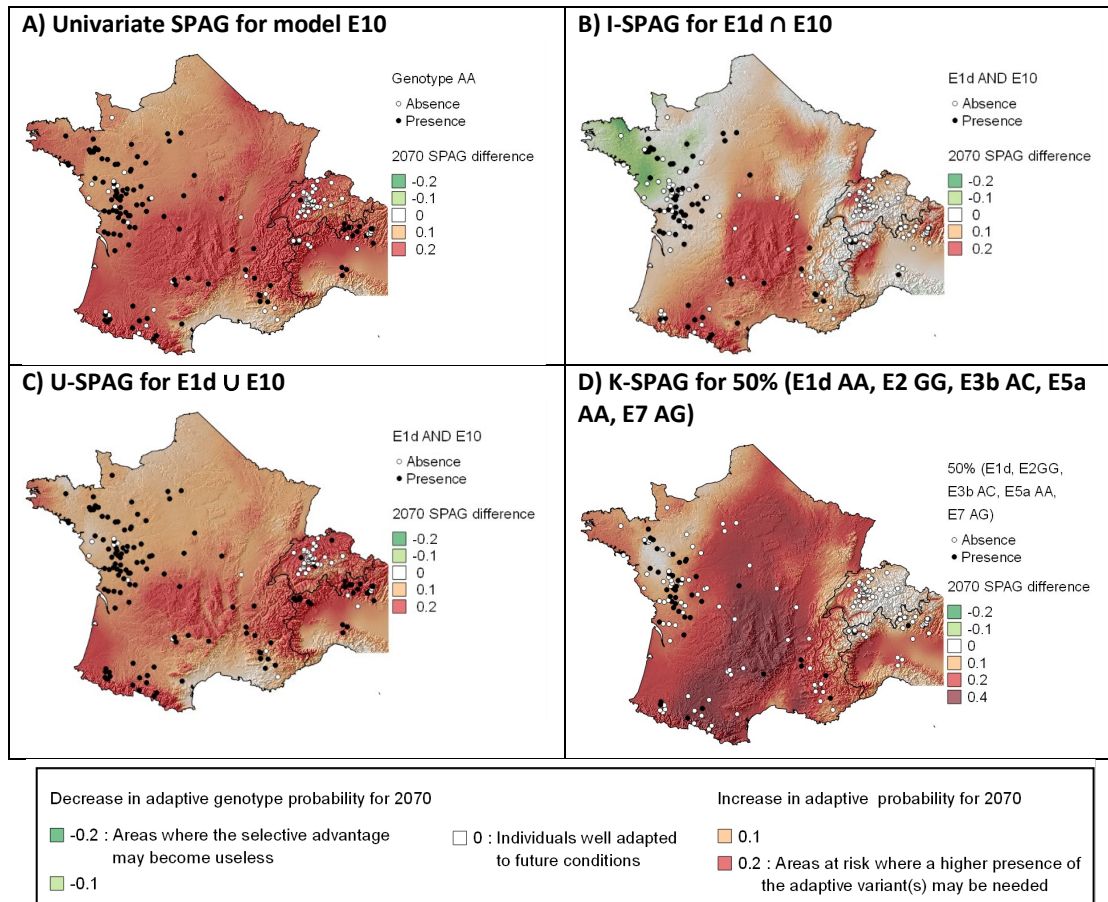 A) Univariate SPAG for model E10
Genotype AA
Absence
Presence
2070 SPAG difference
-0.2
-0.1
0
0.1
0.2
B) I-SPAG for E1d ∩ E10
E1d AND E10
Absence
Presence
2070 SPAG difference
-0.2
-0.1
0
0.1
0.2
C) U-SPAG for E1d ∪ E10
E1d AND E10
Absence
Presence
2070 SPAG difference
-0.2
-0.1
0
0.1
0.2
D) K-SPAG for 50% (E1d AA, E2 GG, E3b AC, E5a
AA, E7 AG)
50% (E1d, E2GG,
E3b AC, E5a AA,
E7 AG)
Absence
Presence
2070 SPAG difference
-0.2
-0.1
0
0.1
0.2
0.4
Decrease in adaptive genotype probability for 2070
-0.2 : Areas where the selective advantage
may become useless
-0.1
0 : Individuals well adapted
to future conditions
Increase in adaptive probability for 2070
0.1
0.2 : Areas at risk where a higher presence of
the adaptive variant(s) may be needed